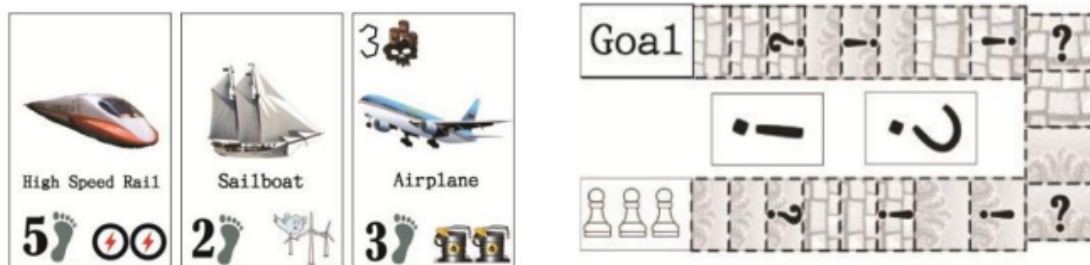 3
High Speed Rail
5
Sailboat
2
Airplane
3
Goal
? ! ! ?
! ?
? ! ! ?